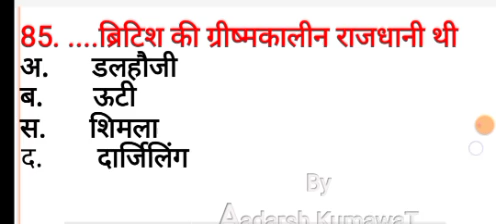 85. ....ब्रिटिश की ग्रीष्मकालीन राजधानी थी
अ. डलहौजी
ब. ऊटी
स. शिमला
द. दार्जिलिंग
By
Aadarsh KumawaT